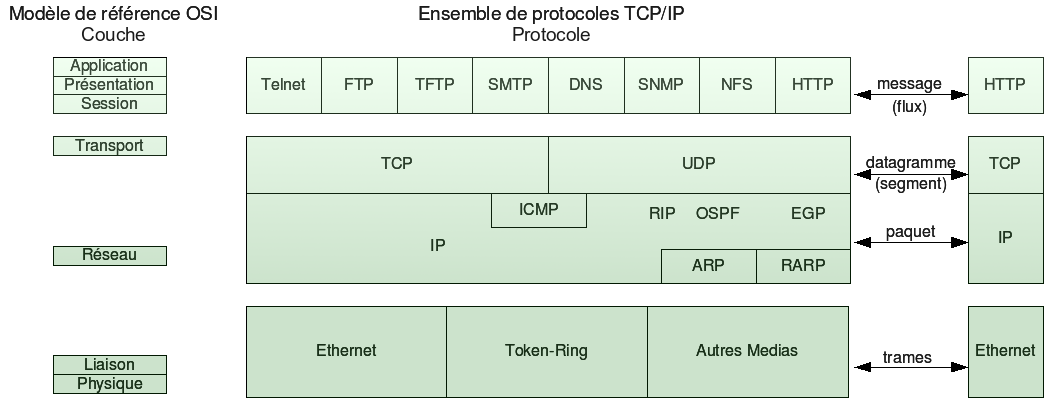 Modèle de référence OSI
Couche
Ensemble de protocoles TCP/IP
Protocole
Application
Présentation
Session
Telnet FTP TFTP SMTP DNS SNMP NFS HTTP
message
(flux)
HTTP
Transport
TCP UDP
datagramme
(segment)
TCP
ICMP RIP OSPF EGP
IP
paquet
IP
Réseau
ARP RARP
Ethernet Token-Ring Autres Medias
trames
Ethernet
Liaison
Physique